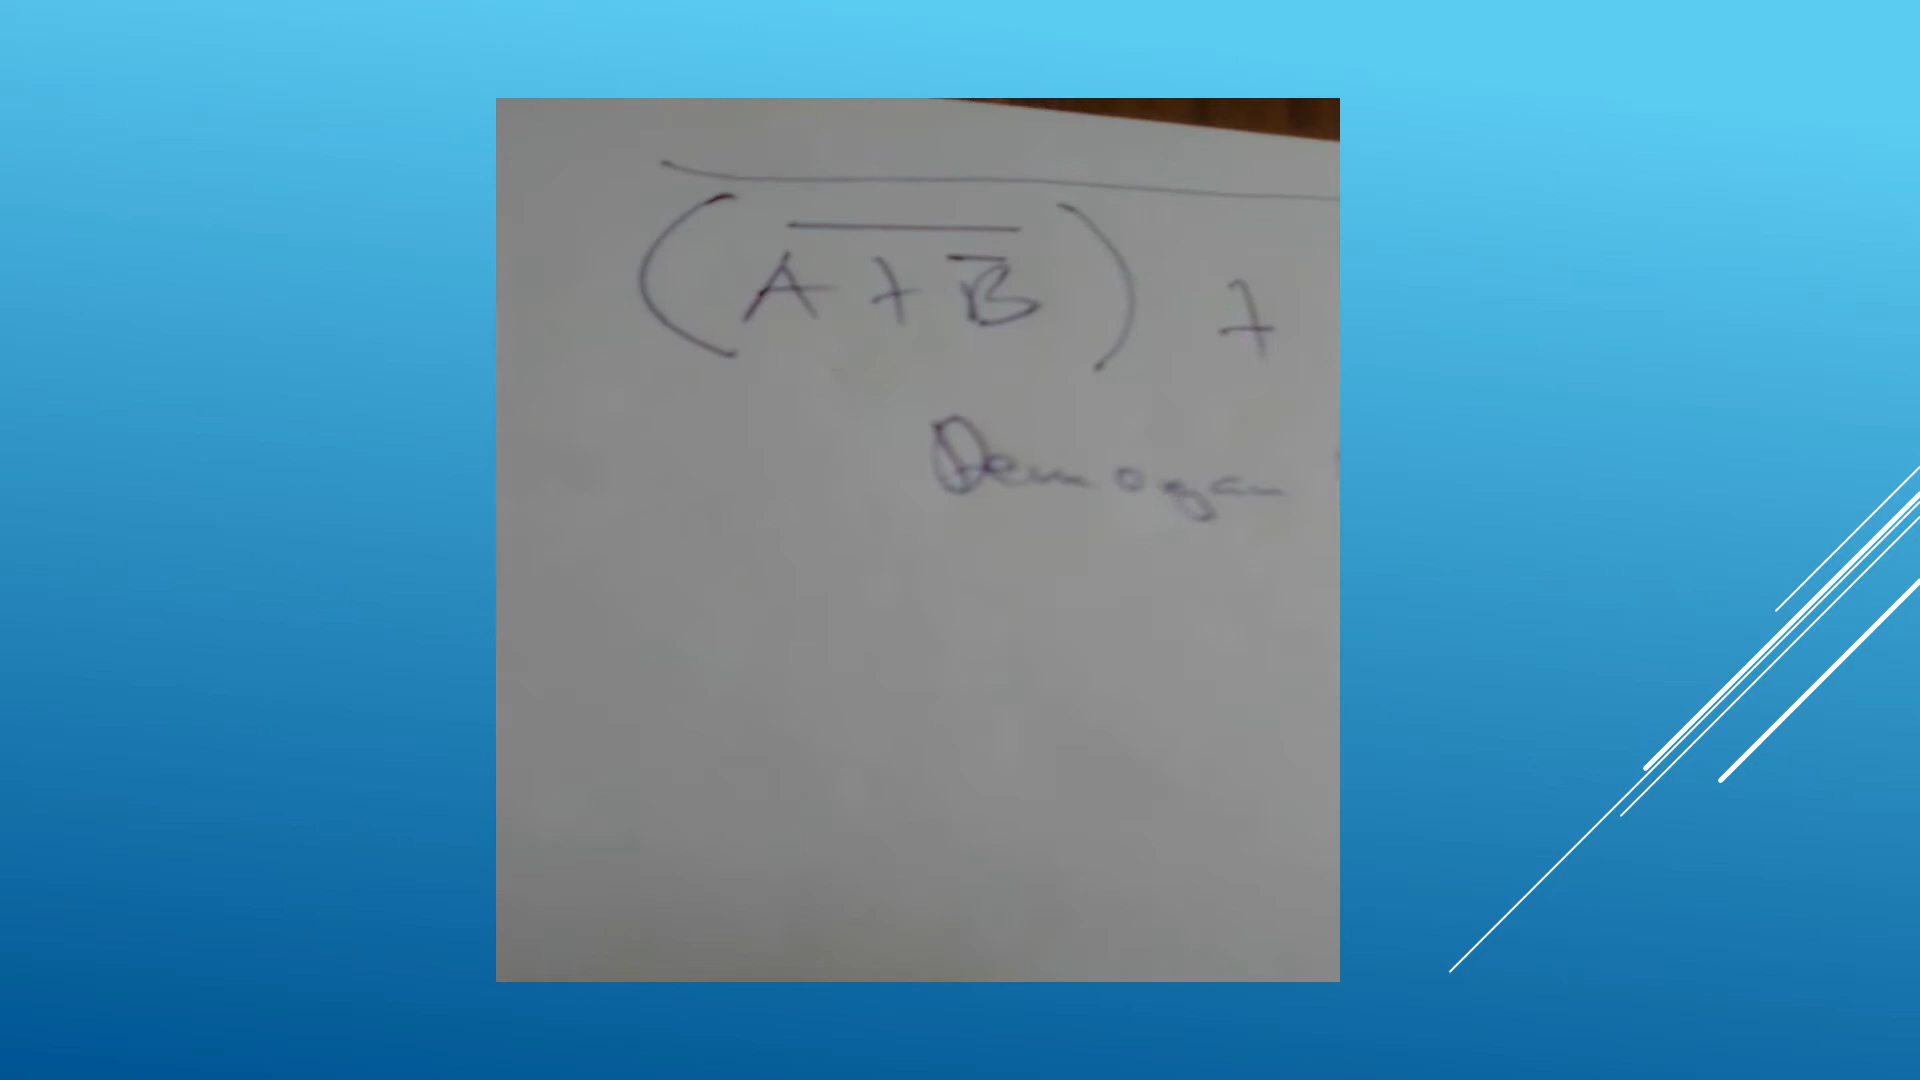 (A + B̅) +
Demogan